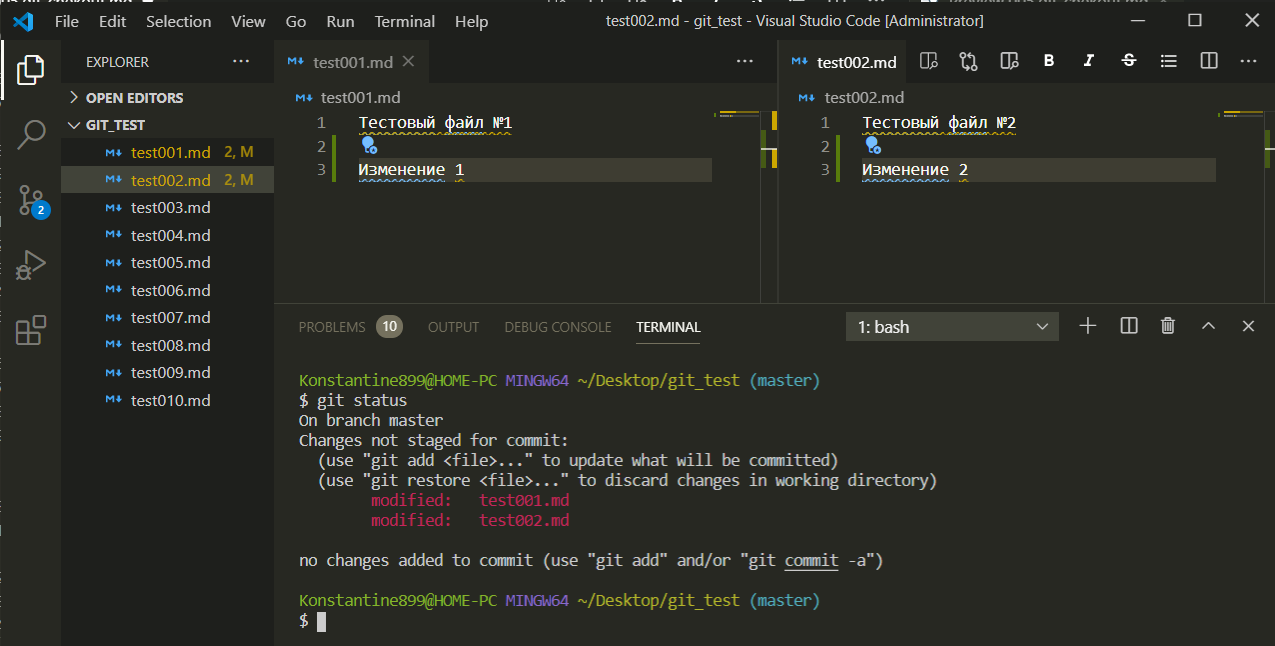 File Edit Selection View Go Run Terminal Help test002.md - git_test - Visual Studio Code [Administrator]
EXPLORER
OPEN EDITORS
GIT_TEST
test001.md 2, M
test002.md 2, M
test003.md
test004.md
test005.md
test006.md
test007.md
test008.md
test009.md
test010.md
2
test001.md
test001.md
1 Тестовый файл №1
2
3 Изменение 1
test002.md
test002.md
1 Тестовый файл №2
2
3 Изменение 2
PROBLEMS 10 OUTPUT DEBUG CONSOLE TERMINAL 1: bash
Konstantine899@HOME-PC MINGW64 ~/Desktop/git_test (master)
$ git status
On branch master
Changes not staged for commit:
(use "git add <file>..." to update what will be committed)
(use "git restore <file>..." to discard changes in working directory)
modified: test001.md
modified: test002.md
no changes added to commit (use "git add" and/or "git commit -a")
Konstantine899@HOME-PC MINGW64 ~/Desktop/git_test (master)
$